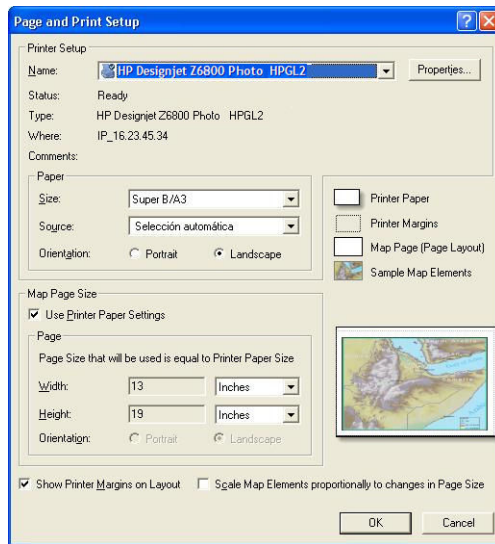 Page and Print Setup
Printer Setup
Name: HP Designjet Z6800 Photo HPGL2 Properties...
Status: Ready
Type: HP Designjet Z6800 Photo HPGL2
Where: IP_16.23.45.34
Comments:
Paper
Size: Super B/A3
Source: Selección automática
Orientation: Portrait Landscape
Printer Paper
Printer Margins
Map Page (Page Layout)
Sample Map Elements
Map Page Size
Use Printer Paper Settings
Page
Page Size that will be used is equal to Printer Paper Size
Width: 13 Inches
Height: 19 Inches
Orientation: Portrait Landscape
Show Printer Margins on Layout Scale Map Elements proportionally to changes in Page Size
OK Cancel